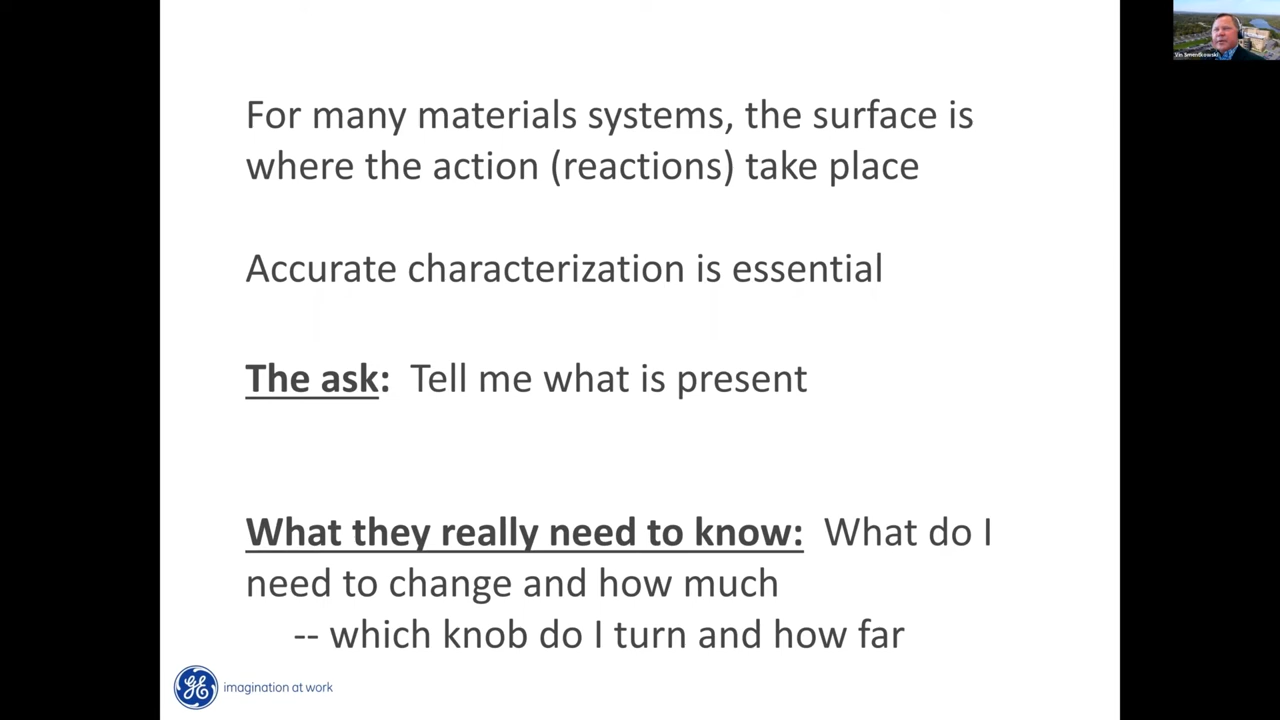 Vin Smentkowski
For many materials systems, the surface is
where the action (reactions) take place
Accurate characterization is essential
The ask: Tell me what is present
What they really need to know: What do I
need to change and how much
-- which knob do I turn and how far
imagination at work